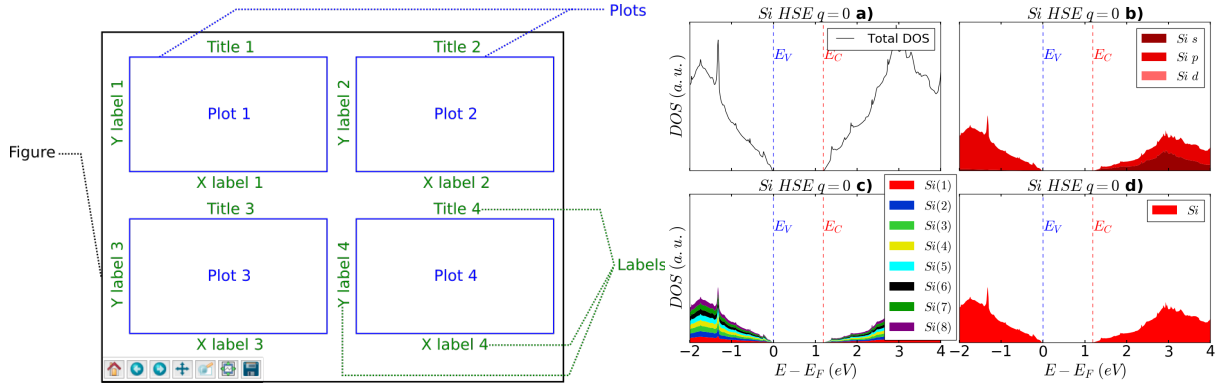 Plots
Title 1
Title 2
Y label 1
Plot 1
Y label 2
Plot 2
Figure
X label 1
X label 2
Title 3
Title 4
Y label 3
Plot 3
Y label 4
Plot 4
Labels
X label 3
X label 4
Si HSE q = 0 a)
Total DOS
E_V
E_C
DOS (a.u.)
Si HSE q = 0 b)
Si s
Si p
Si d
E_V
E_C
Si HSE q = 0 c)
Si(1)
Si(2)
Si(3)
Si(4)
Si(5)
Si(6)
Si(7)
Si(8)
E_V
E_C
DOS (a.u.)
−2 −1 0 1 2 3 4
E − E_F (eV)
Si HSE q = 0 d)
Si
E_V
E_C
−1 0 1 2 3 4
E − E_F (eV)